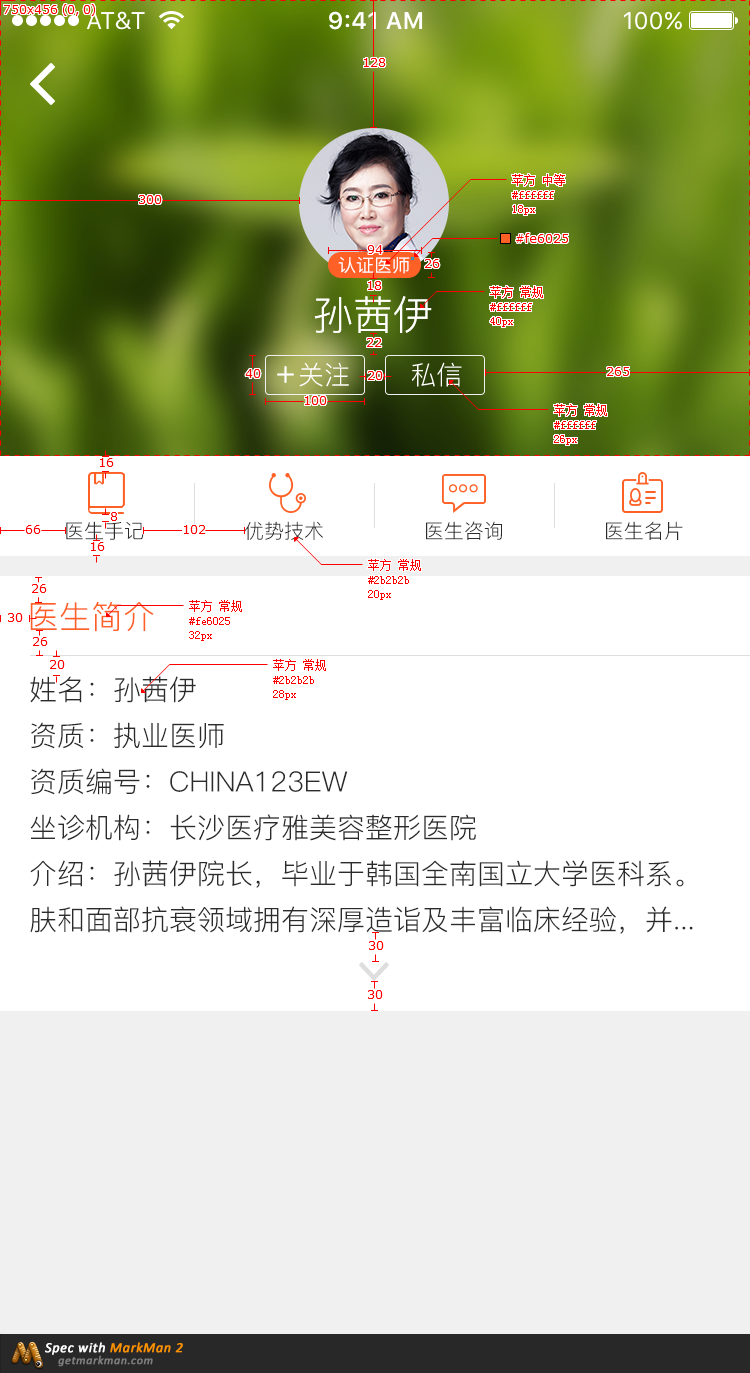 750x456 (0, 0)
AT&T 9:41 AM 100%
128
300
苹方 中等
#ffffff
18px
#fe6025
94
认证医师
26
18
苹方 常规
#ffffff
40px
孙茜伊
22
40
+关注
20
私信
265
100
苹方 常规
#ffffff
26px
16
8
66
医生手记
102
优势技术
医生咨询
医生名片
16
苹方 常规
#2b2b2b
20px
26
30
医生简介
苹方 常规
#fe6025
32px
26
20
苹方 常规
#2b2b2b
28px
姓名：孙茜伊
资质：执业医师
资质编号：CHINA123EW
坐诊机构：长沙医疗雅美容整形医院
介绍：孙茜伊院长，毕业于韩国全南国立大学医科系。
肤和面部抗衰领域拥有深厚造诣及丰富临床经验，并...
30
30
Spec with MarkMan 2
getmarkman.com